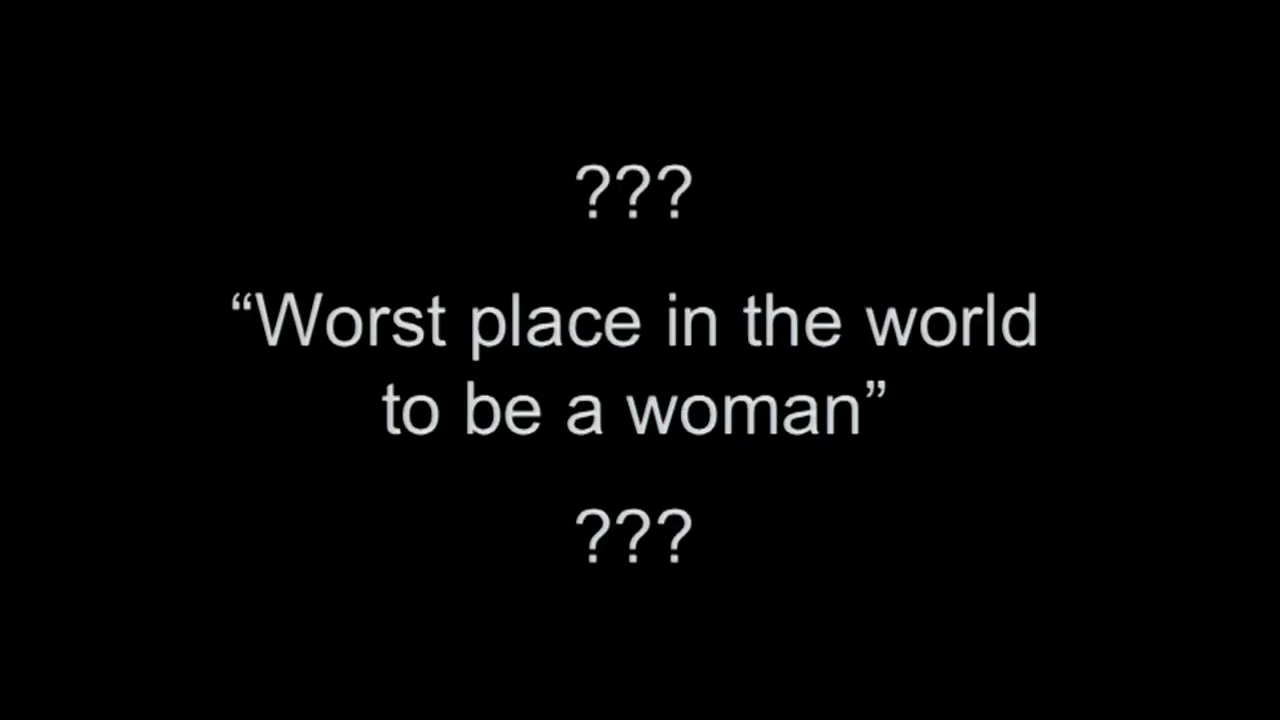 ???
“Worst place in the world
to be a woman”
???